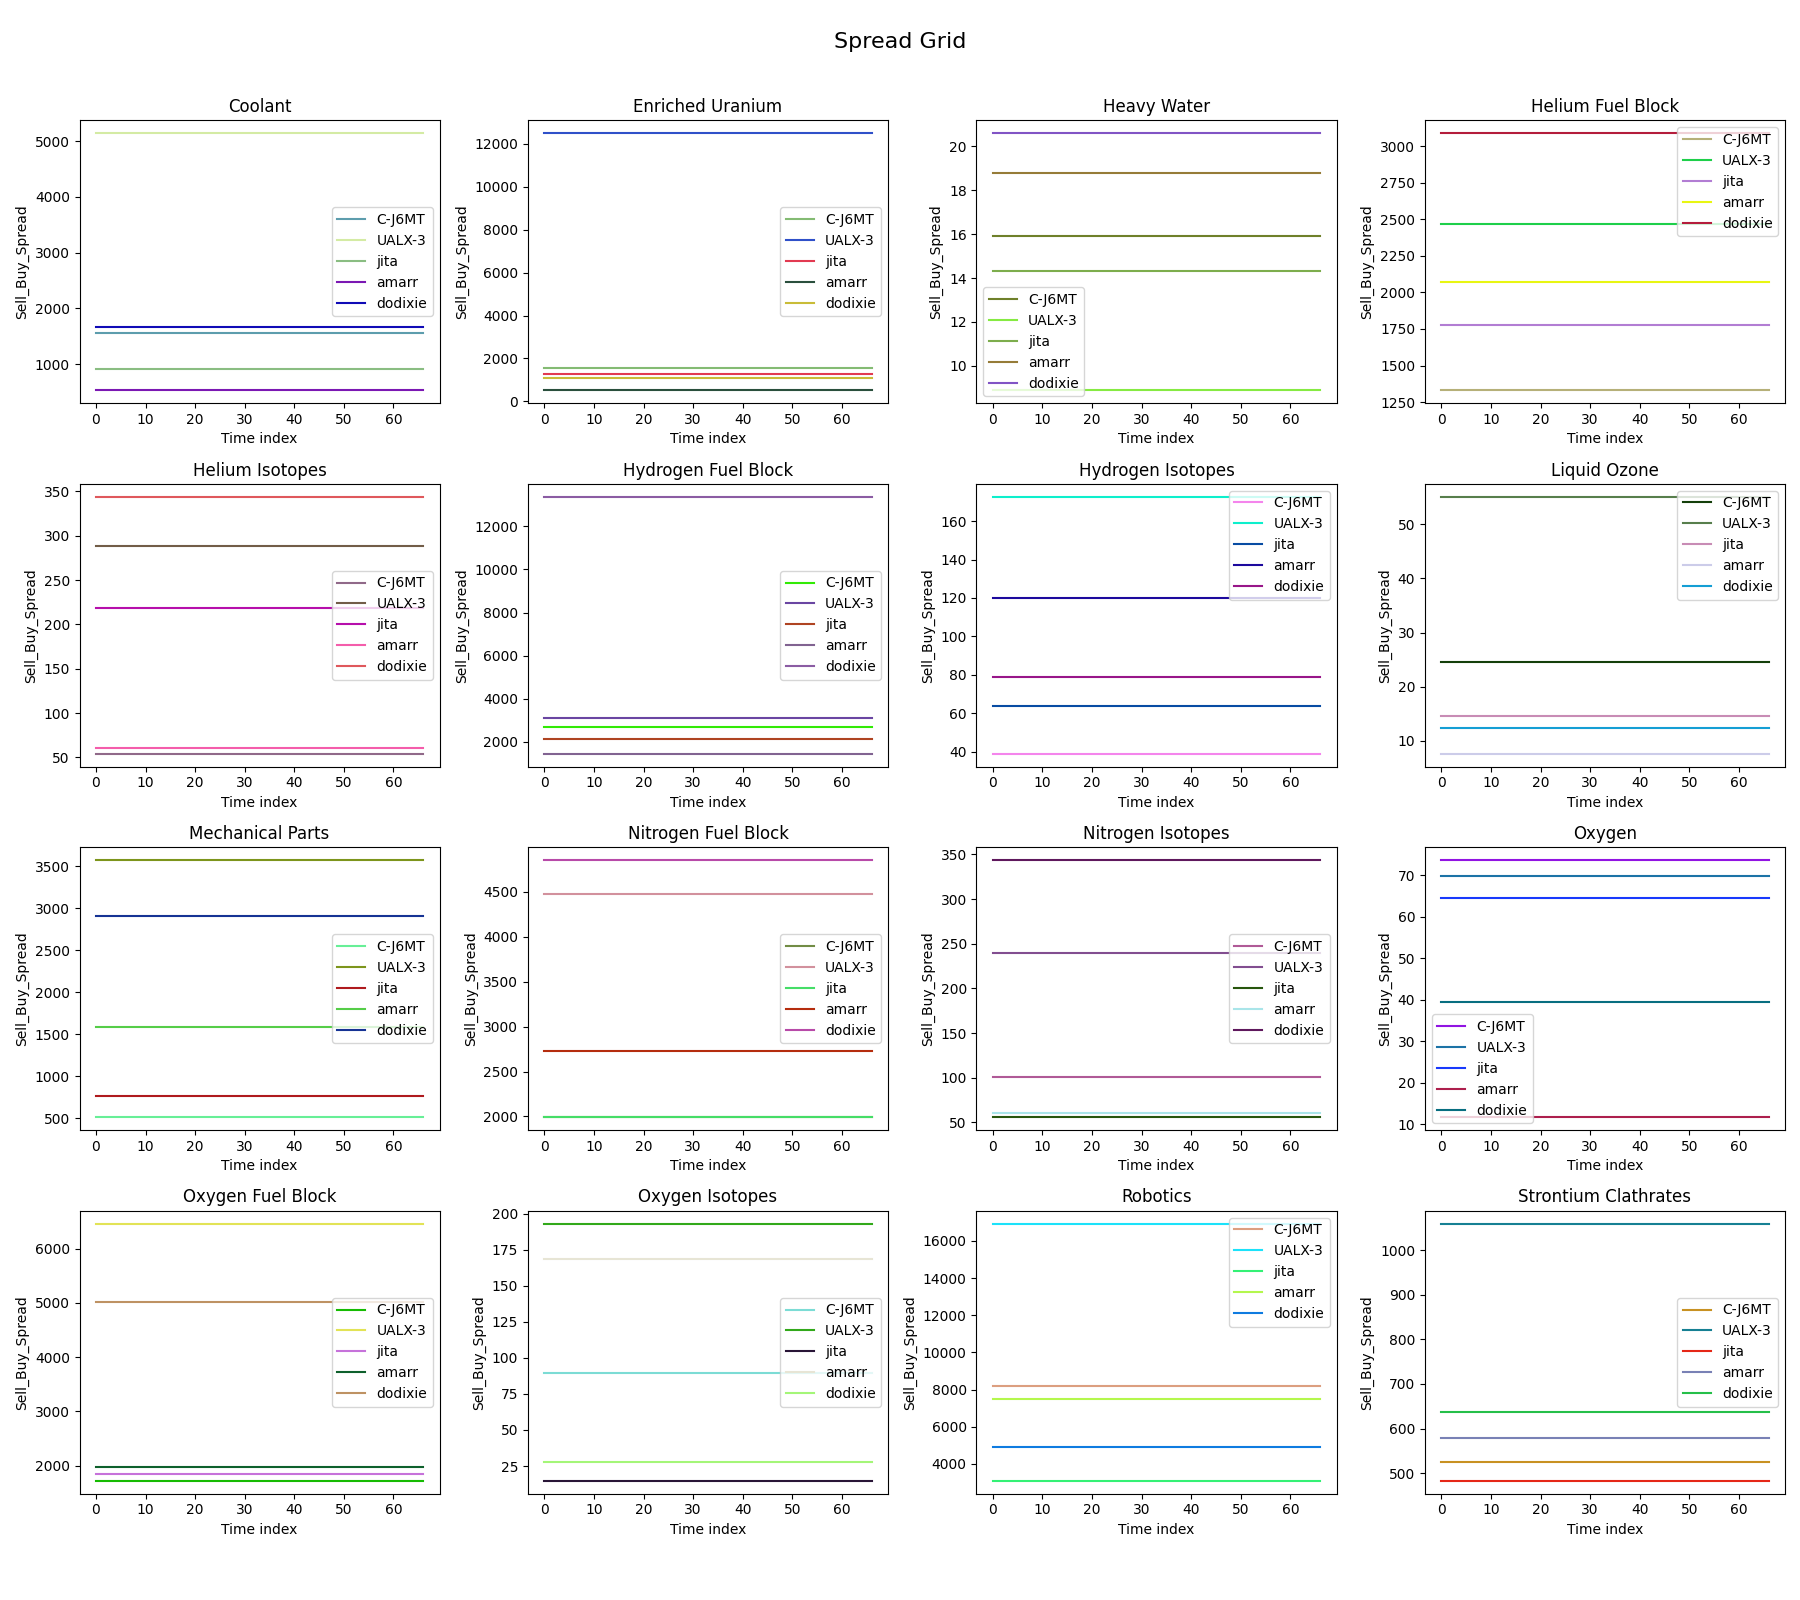 Spread Grid
Coolant
Sell_Buy_Spread
5000
4000
3000
2000
1000
C-J6MT
UALX-3
jita
amarr
dodixie
0 10 20 30 40 50 60
Time index
Enriched Uranium
Sell_Buy_Spread
12000
10000
8000
6000
4000
2000
0
C-J6MT
UALX-3
jita
amarr
dodixie
0 10 20 30 40 50 60
Time index
Heavy Water
Sell_Buy_Spread
20
18
16
14
12
10
C-J6MT
UALX-3
jita
amarr
dodixie
0 10 20 30 40 50 60
Time index
Helium Fuel Block
Sell_Buy_Spread
3000
2750
2500
2250
2000
1750
1500
1250
C-J6MT
UALX-3
jita
amarr
dodixie
0 10 20 30 40 50 60
Time index
Helium Isotopes
Sell_Buy_Spread
350
300
250
200
150
100
50
C-J6MT
UALX-3
jita
amarr
dodixie
0 10 20 30 40 50 60
Time index
Hydrogen Fuel Block
Sell_Buy_Spread
12000
10000
8000
6000
4000
2000
C-J6MT
UALX-3
jita
amarr
dodixie
0 10 20 30 40 50 60
Time index
Hydrogen Isotopes
Sell_Buy_Spread
160
140
120
100
80
60
40
C-J6MT
UALX-3
jita
amarr
dodixie
0 10 20 30 40 50 60
Time index
Liquid Ozone
Sell_Buy_Spread
50
40
30
20
10
C-J6MT
UALX-3
jita
amarr
dodixie
0 10 20 30 40 50 60
Time index
Mechanical Parts
Sell_Buy_Spread
3500
3000
2500
2000
1500
1000
500
C-J6MT
UALX-3
jita
amarr
dodixie
0 10 20 30 40 50 60
Time index
Nitrogen Fuel Block
Sell_Buy_Spread
4500
4000
3500
3000
2500
2000
C-J6MT
UALX-3
jita
amarr
dodixie
0 10 20 30 40 50 60
Time index
Nitrogen Isotopes
Sell_Buy_Spread
350
300
250
200
150
100
50
C-J6MT
UALX-3
jita
amarr
dodixie
0 10 20 30 40 50 60
Time index
Oxygen
Sell_Buy_Spread
70
60
50
40
30
20
10
C-J6MT
UALX-3
jita
amarr
dodixie
0 10 20 30 40 50 60
Time index
Oxygen Fuel Block
Sell_Buy_Spread
6000
5000
4000
3000
2000
C-J6MT
UALX-3
jita
amarr
dodixie
0 10 20 30 40 50 60
Time index
Oxygen Isotopes
Sell_Buy_Spread
200
175
150
125
100
75
50
25
C-J6MT
UALX-3
jita
amarr
dodixie
0 10 20 30 40 50 60
Time index
Robotics
Sell_Buy_Spread
16000
14000
12000
10000
8000
6000
4000
C-J6MT
UALX-3
jita
amarr
dodixie
0 10 20 30 40 50 60
Time index
Strontium Clathrates
Sell_Buy_Spread
1000
900
800
700
600
500
C-J6MT
UALX-3
jita
amarr
dodixie
0 10 20 30 40 50 60
Time index